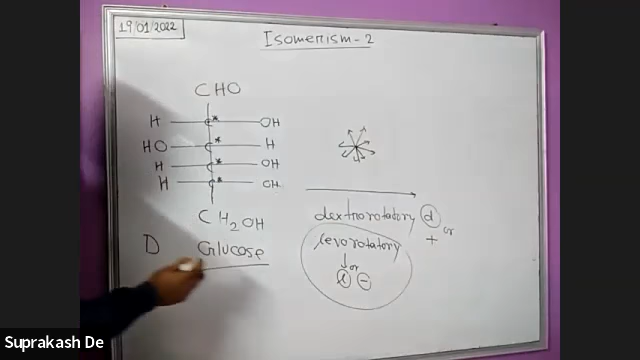 19/01/2022
Isomerism-2
CHO
H C* OH
HO C* H
H C* OH
H C* OH
CH2OH
D Glucose
dextrorotatory d or +
levorotatory
or
l -
Suprakash De